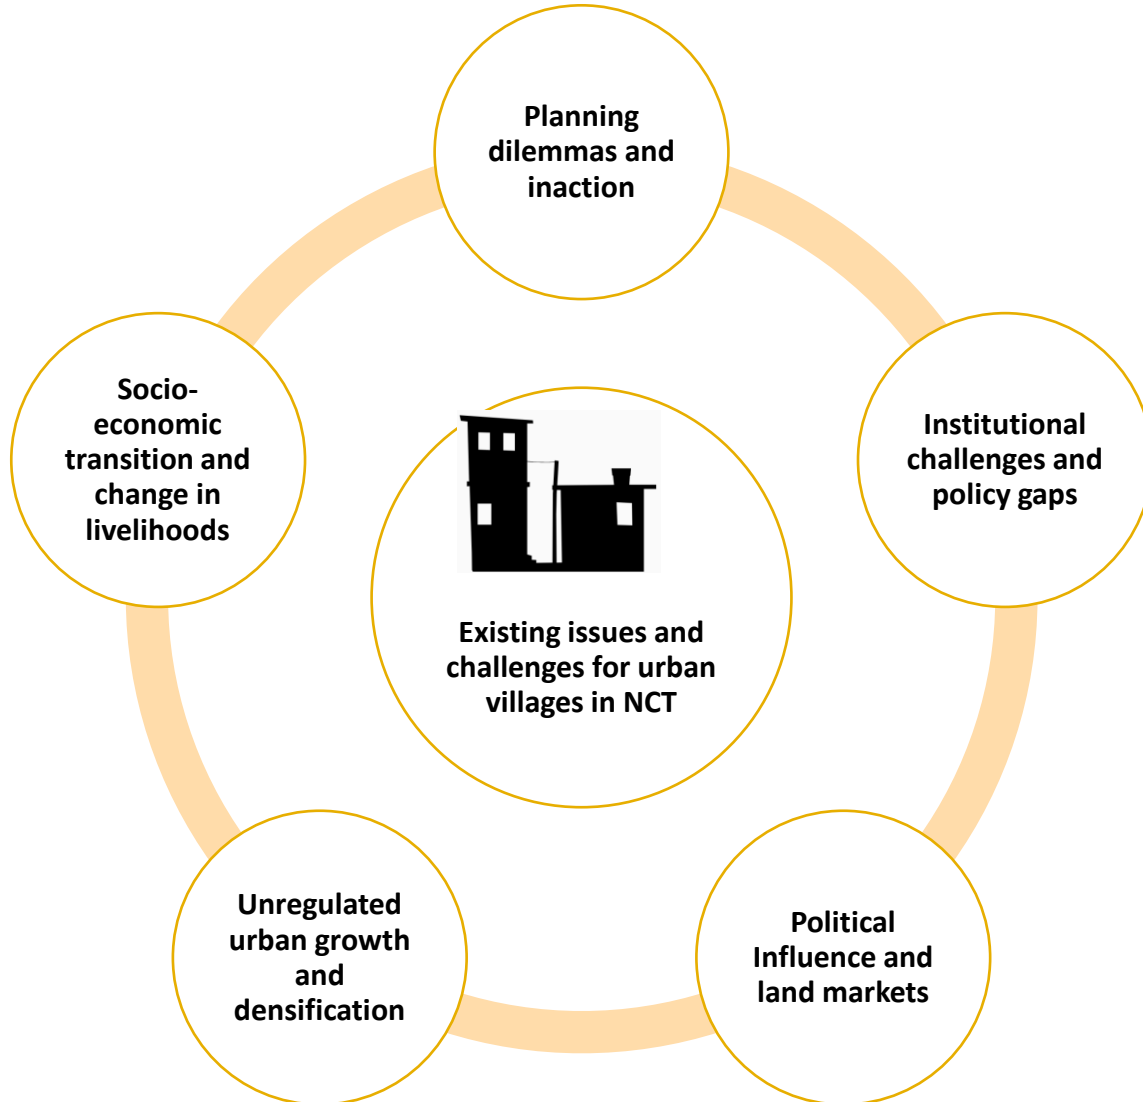 Planning
dilemmas and
inaction
Institutional
challenges and
policy gaps
Political
Influence and
land markets
Unregulated
urban growth
and
densification
Socio-
economic
transition and
change in
livelihoods
Existing issues and
challenges for urban
villages in NCT